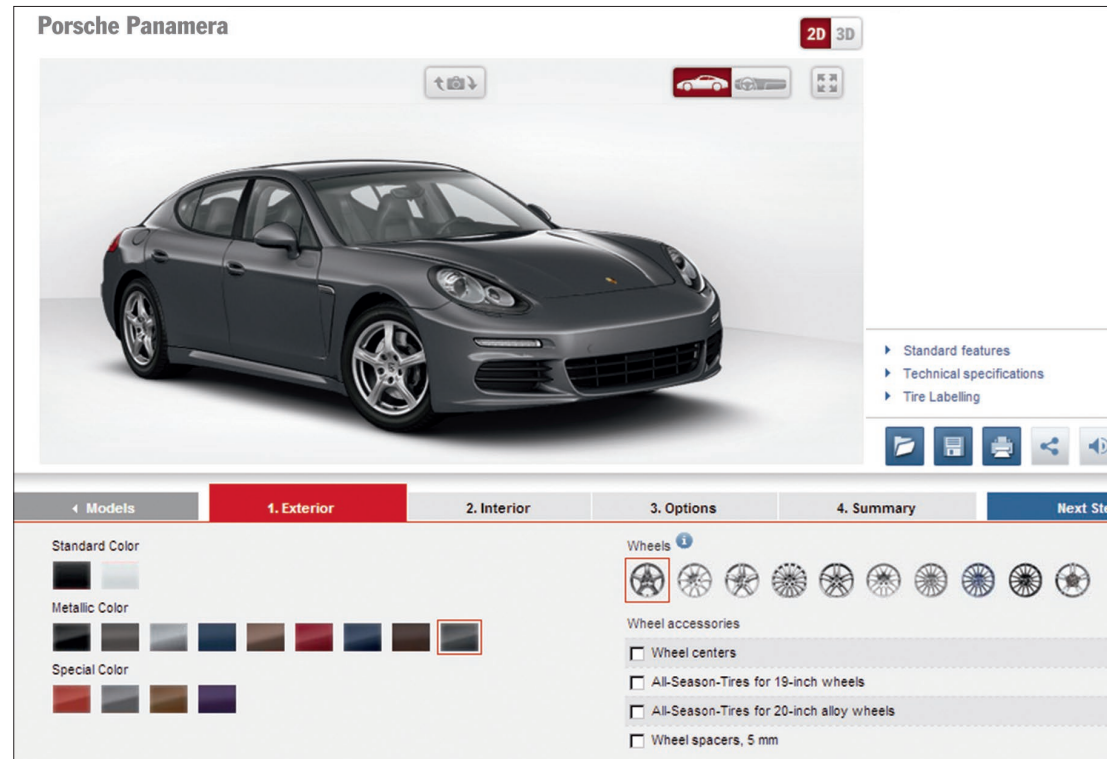 Porsche Panamera
2D 3D
Standard features
Technical specifications
Tire Labelling
Models
1. Exterior
2. Interior
3. Options
4. Summary
Next Ste
Standard Color
Metallic Color
Special Color
Wheels
Wheel accessories
Wheel centers
All-Season-Tires for 19-inch wheels
All-Season-Tires for 20-inch alloy wheels
Wheel spacers, 5 mm